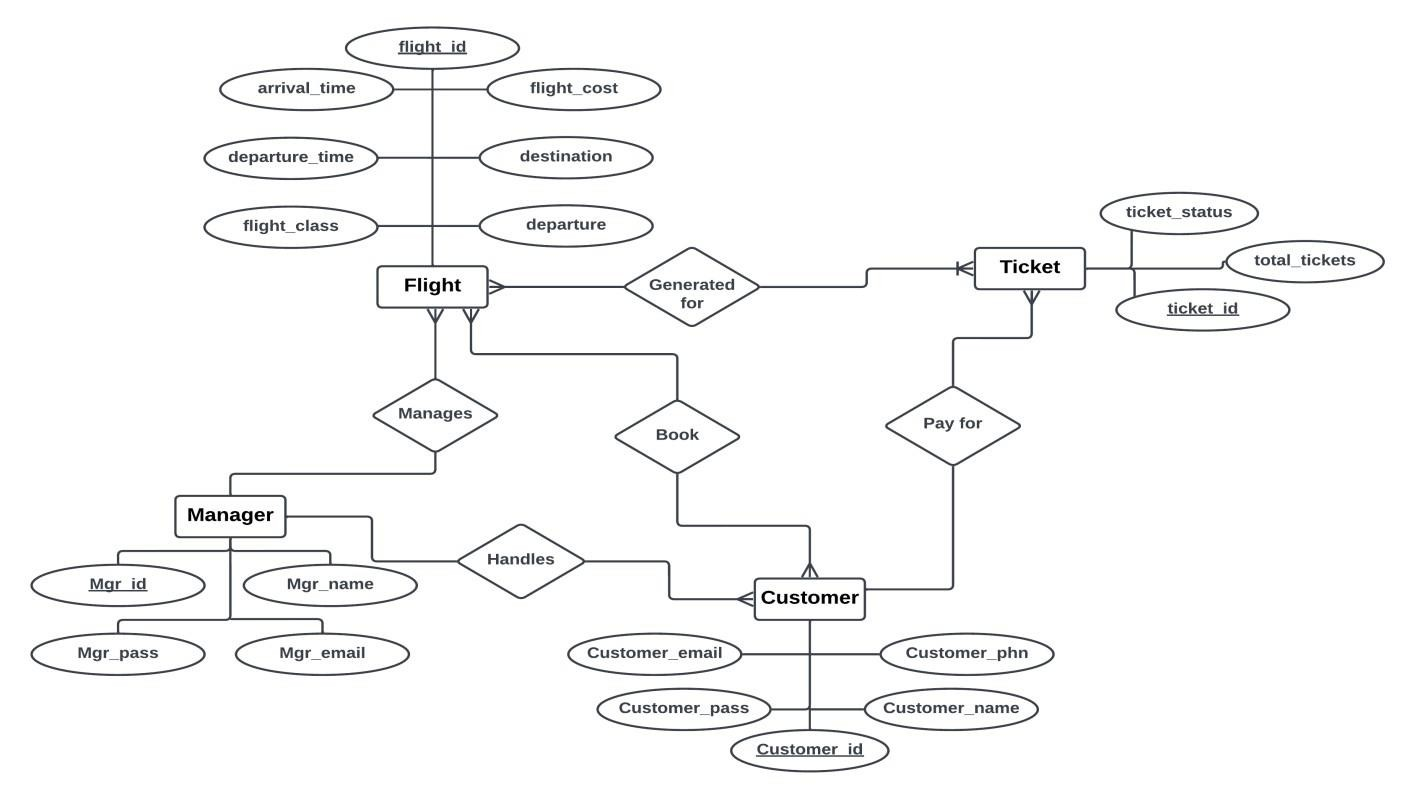 flight_id
arrival_time
flight_cost
departure_time
destination
flight_class
departure
ticket_status
Flight
Generated
for
Ticket
total_tickets
ticket_id
Manages
Book
Pay for
Manager
Handles
Mgr_id
Mgr_name
Customer
Mgr_pass
Mgr_email
Customer_email
Customer_phn
Customer_pass
Customer_name
Customer_id